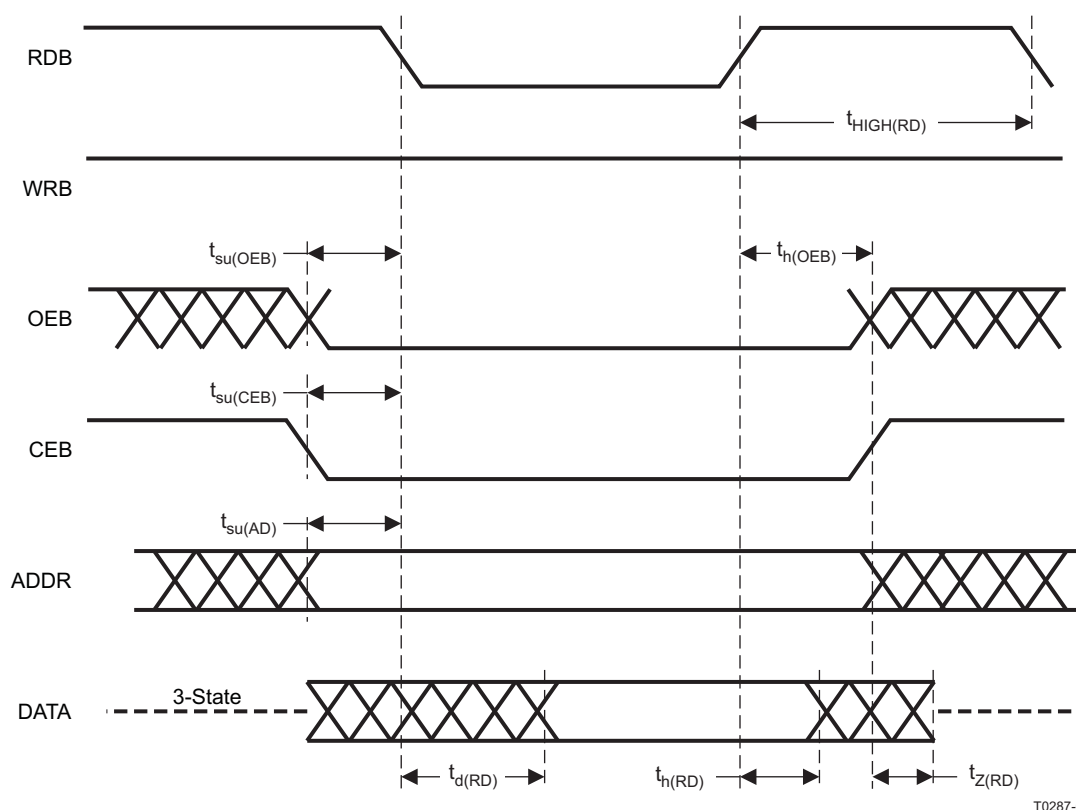 RDB
t_HIGH(RD)
WRB
t_su(OEB)
t_h(OEB)
OEB
t_su(CEB)
CEB
t_su(AD)
ADDR
3-State
DATA
t_d(RD)
t_h(RD)
t_Z(RD)
T0287-